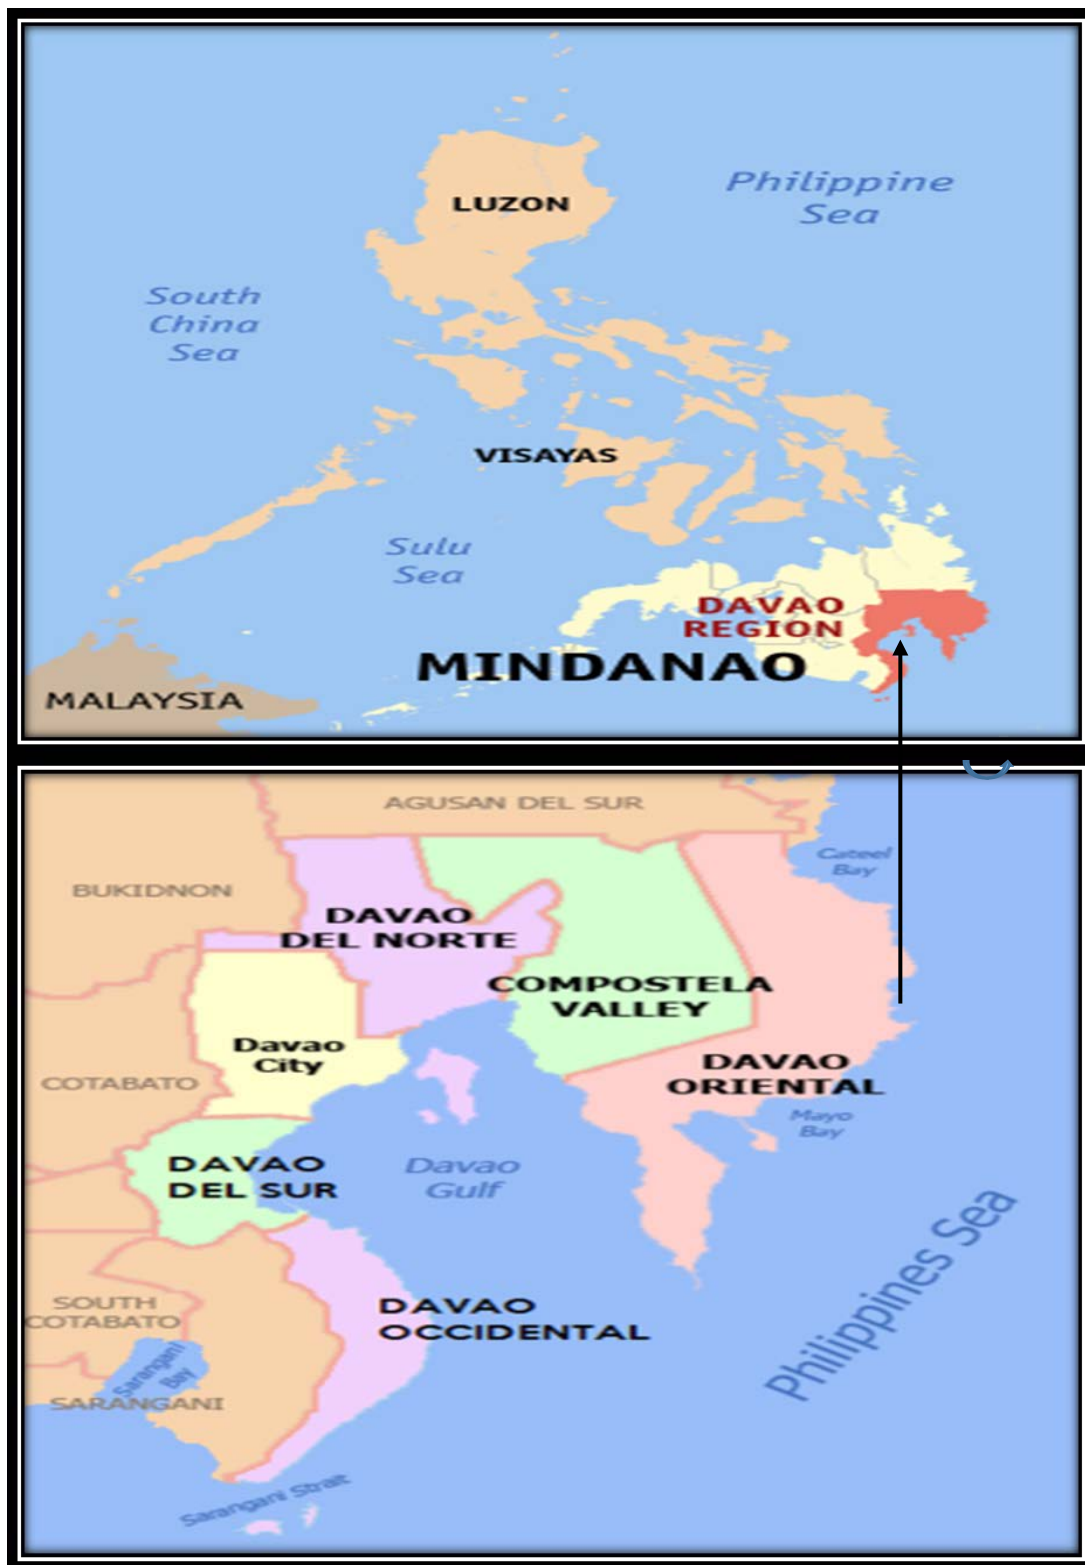 LUZON
Philippine
Sea
South
China
Sea
VISAYAS
Sulu
Sea
DAVAO
REGION
MINDANAO
MALAYSIA
AGUSAN DEL SUR
Cateel
Bay
BUKIDNON
DAVAO
DEL NORTE
COMPOSTELA
VALLEY
Davao
City
DAVAO
ORIENTAL
COTABATO
Mayo
Bay
DAVAO
DEL SUR
Davao
Gulf
Philippines Sea
SOUTH
COTABATO
DAVAO
OCCIDENTAL
Sarangani
Bay
SARANGANI
Sarangani Strait